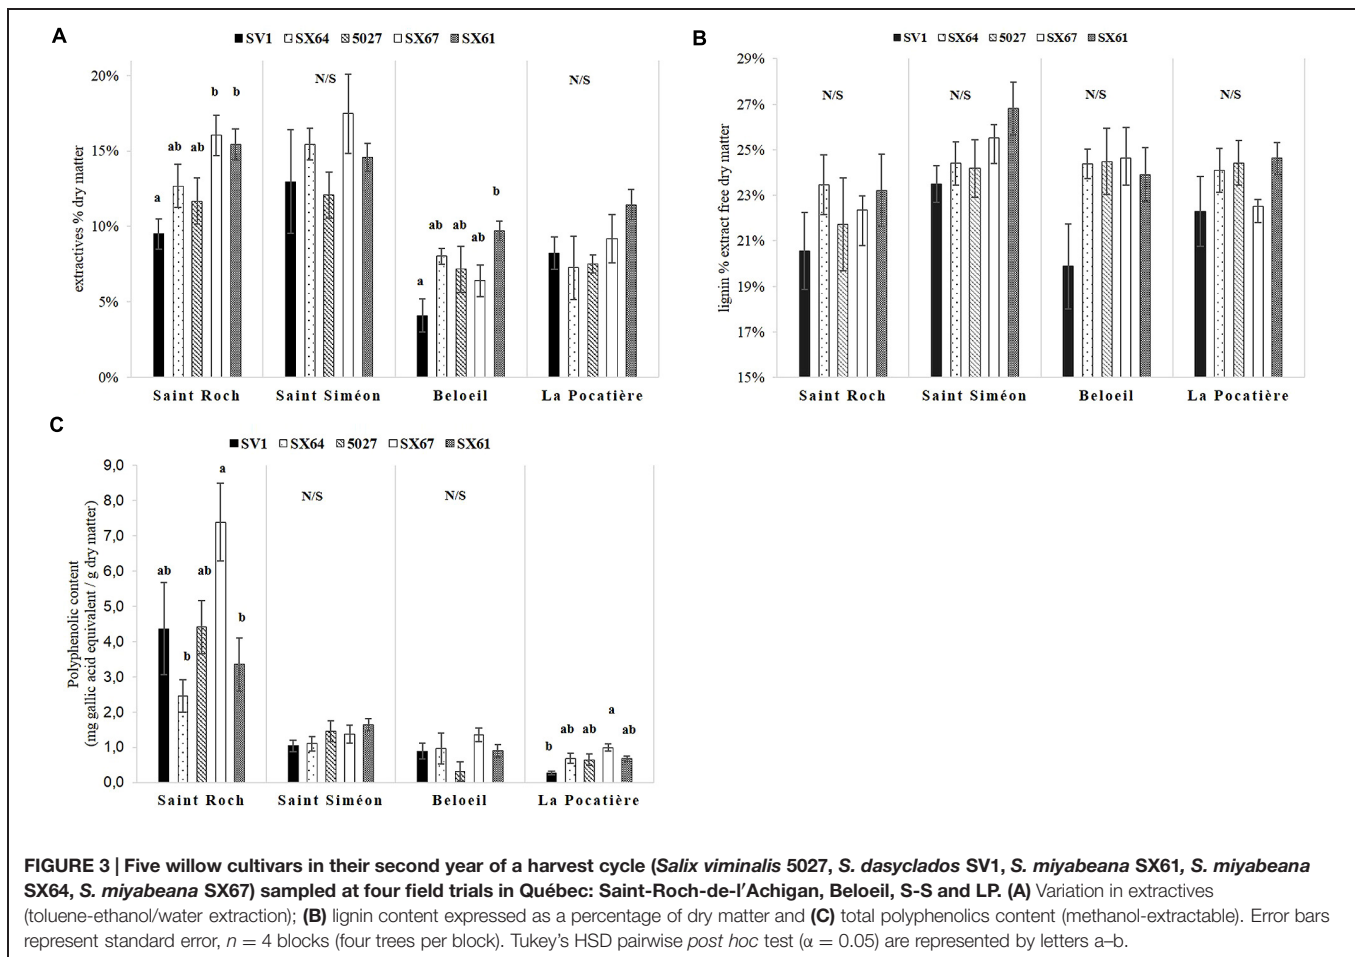 A
SV1 SX64 5027 SX67 SX61
20%
15%
10%
5%
0%
extractives % dry matter
a ab ab b b
N/S
a ab ab ab b
N/S
Saint Roch Saint Siméon Beloeil La Pocatière
B
SV1 SX64 5027 SX67 SX61
29%
27%
25%
23%
21%
19%
17%
15%
lignin % extract free dry matter
N/S N/S N/S N/S
Saint Roch Saint Siméon Beloeil La Pocatière
C
SV1 SX64 5027 SX67 SX61
9,0
8,0
7,0
6,0
5,0
4,0
3,0
2,0
1,0
0,0
Polyphenolic content
(mg gallic acid equivalent / g dry matter)
ab b ab a b
N/S
N/S
b ab ab a ab
Saint Roch Saint Siméon Beloeil La Pocatière
FIGURE 3 | Five willow cultivars in their second year of a harvest cycle (Salix viminalis 5027, S. dasyclados SV1, S. miyabeana SX61, S. miyabeana
SX64, S. miyabeana SX67) sampled at four field trials in Québec: Saint-Roch-de-l'Achigan, Beloeil, S-S and LP. (A) Variation in extractives
(toluene-ethanol/water extraction); (B) lignin content expressed as a percentage of dry matter and (C) total polyphenolics content (methanol-extractable). Error bars
represent standard error, n = 4 blocks (four trees per block). Tukey's HSD pairwise post hoc test (α = 0.05) are represented by letters a–b.